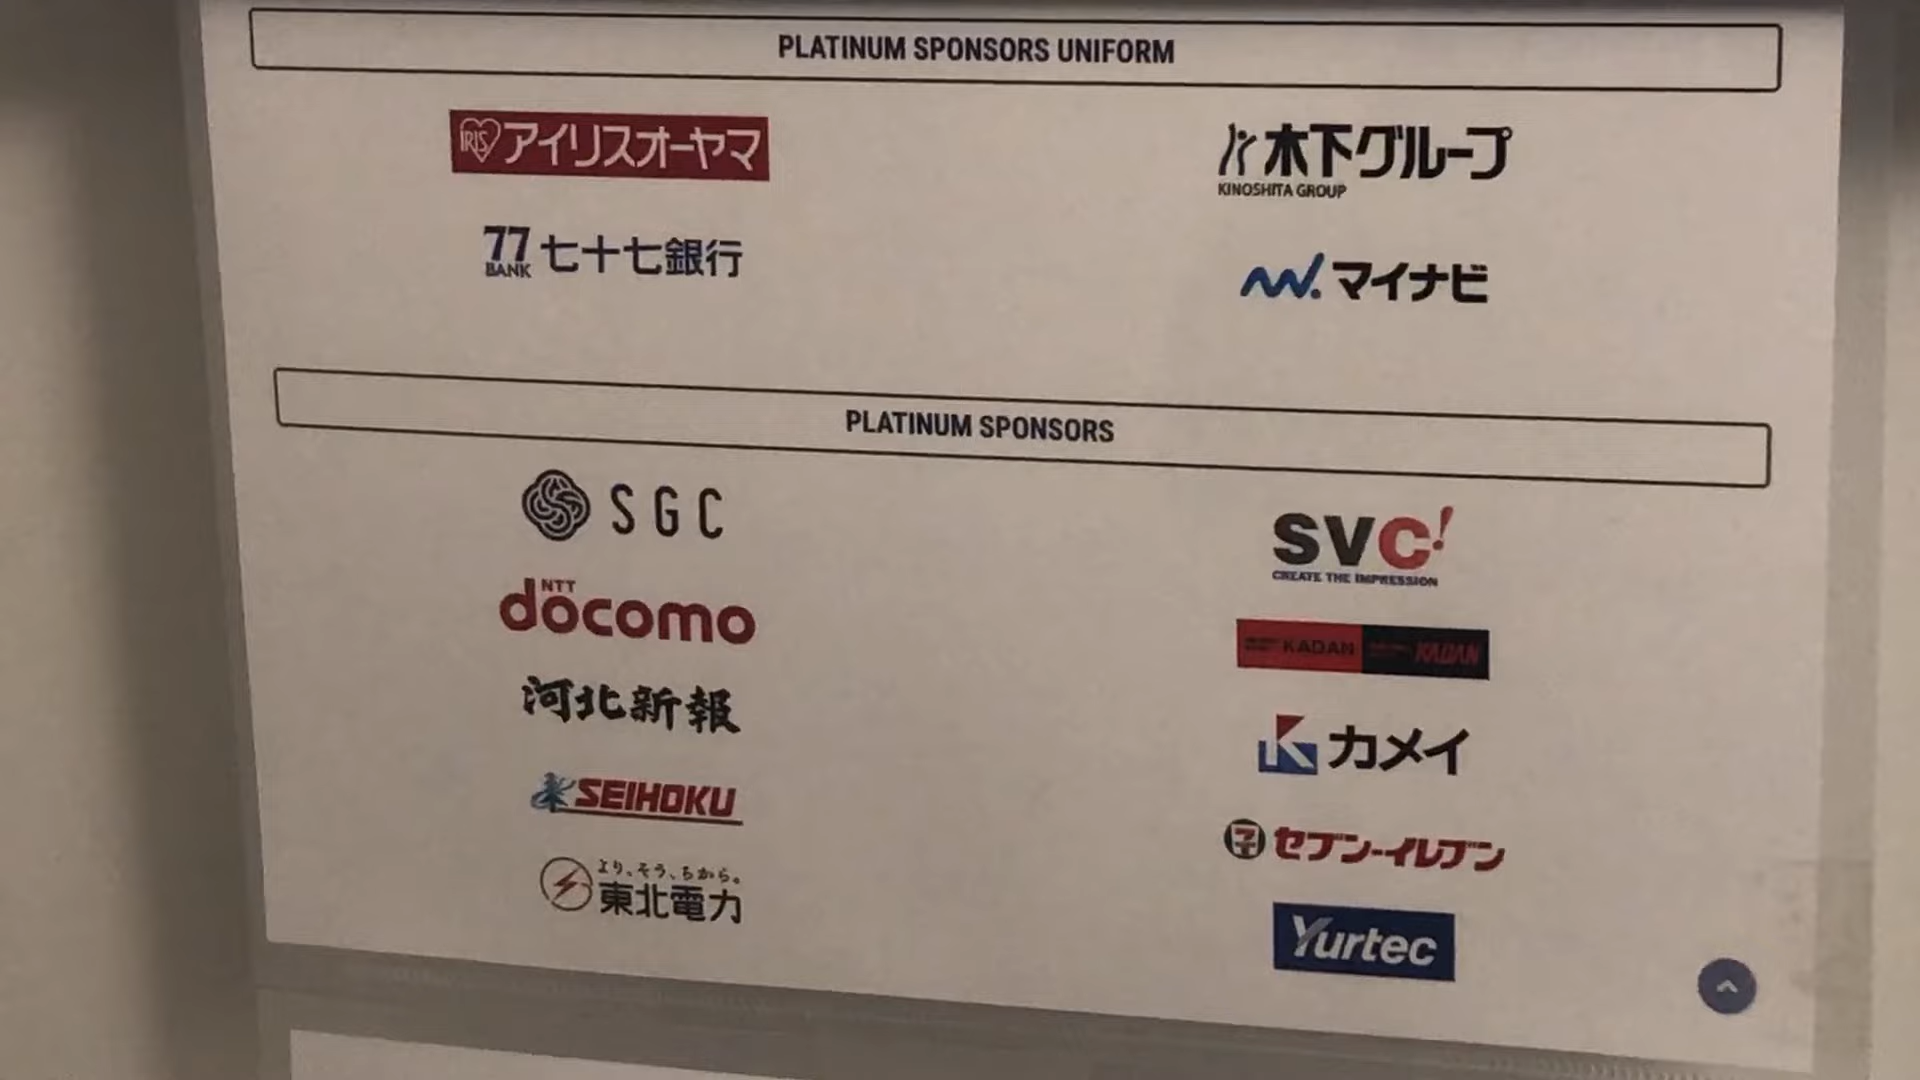 PLATINUM SPONSORS UNIFORM
IRIS アイリスオーヤマ
木下グループ
KINOSHITA GROUP
77 BANK 七十七銀行
マイナビ
PLATINUM SPONSORS
SGC
SVC!
CREATE THE IMPRESSION
NTT
docomo
KADAN KADAN
河北新報
カメイ
SEIHOKU
セブン-イレブン
より、そう、ちから。
東北電力
Yurtec